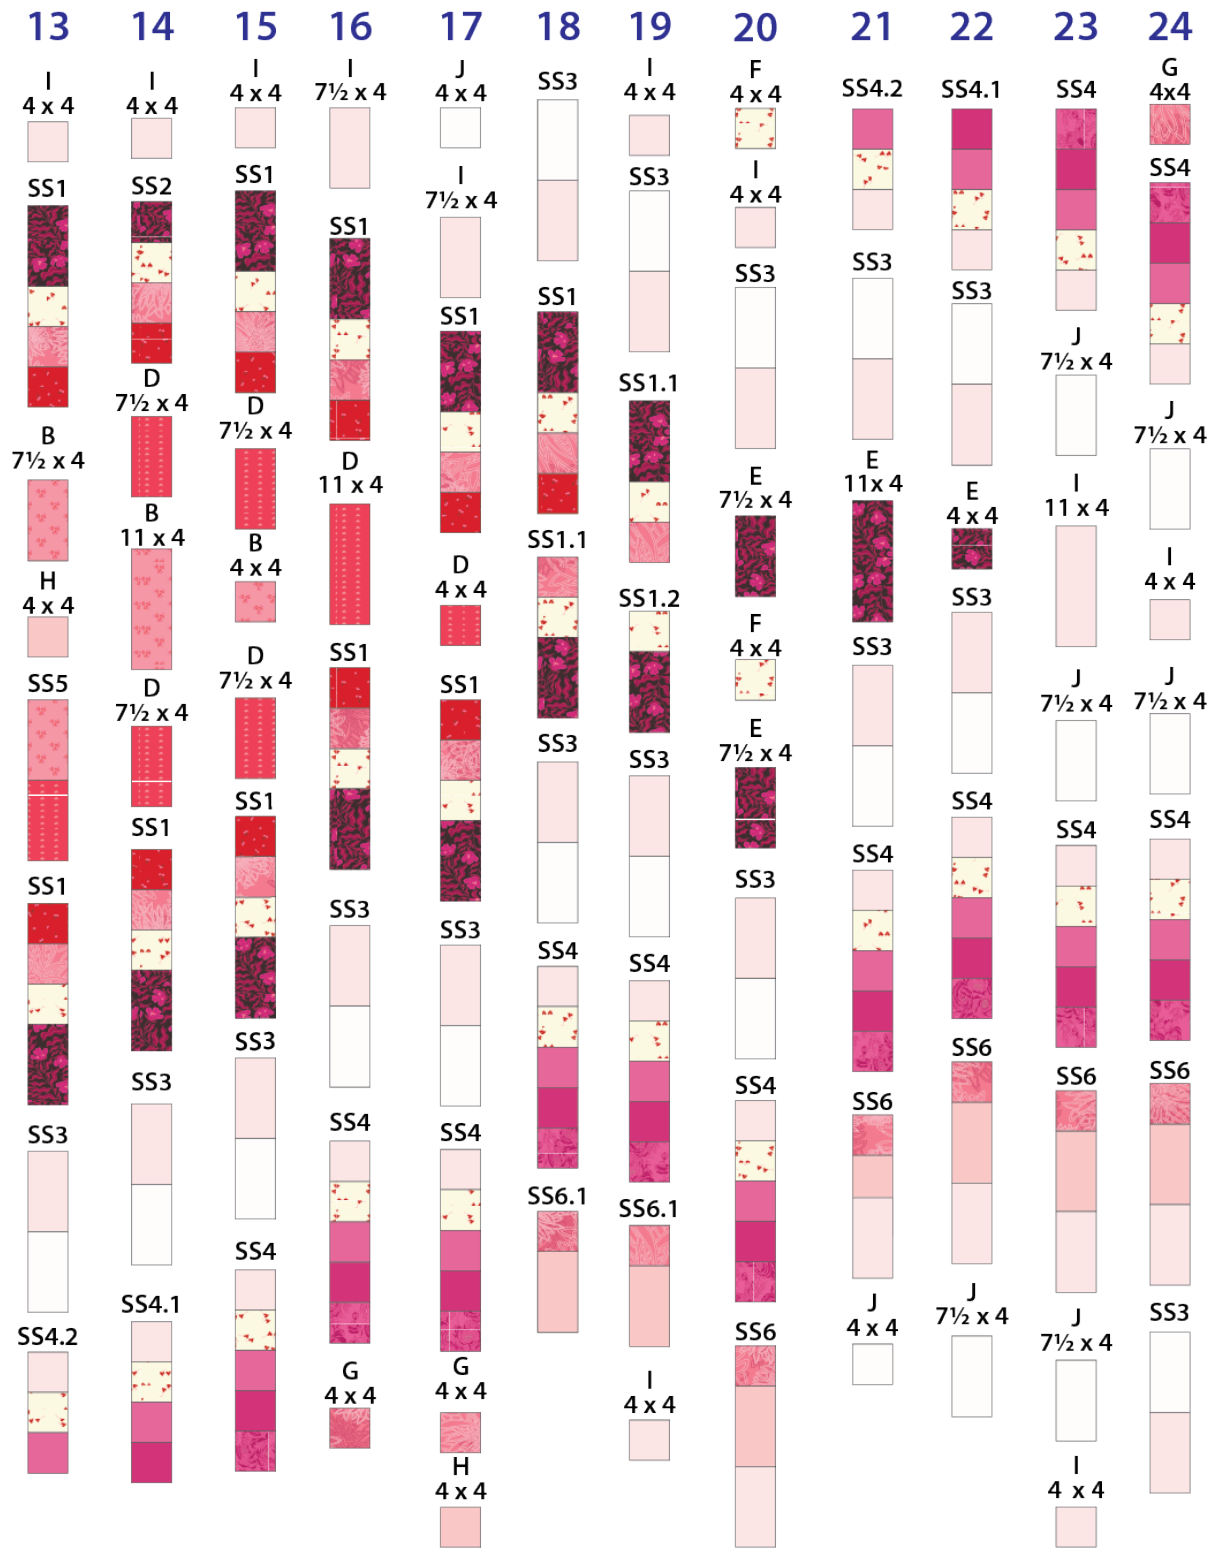 13
I
4 x 4
SS1
B
7½ x 4
H
4 x 4
SS5
SS1
SS3
SS4.2
14
I
4 x 4
SS2
D
7½ x 4
B
11 x 4
D
7½ x 4
SS1
SS3
SS4.1
15
I
4 x 4
SS1
D
7½ x 4
B
4 x 4
D
7½ x 4
SS1
SS3
SS4
16
I
7½ x 4
SS1
D
11 x 4
SS1
SS3
SS4
G
4 x 4
17
J
4 x 4
I
7½ x 4
SS1
D
4 x 4
SS1
SS3
SS4
G
4 x 4
H
4 x 4
18
SS3
SS1
SS1.1
SS3
SS4
SS6.1
19
I
4 x 4
SS3
SS1.1
SS1.2
SS3
SS4
SS6.1
I
4 x 4
20
F
4 x 4
I
4 x 4
SS3
E
7½ x 4
F
4 x 4
E
7½ x 4
SS3
SS4
SS6
21
SS4.2
SS3
E
11x 4
SS3
SS4
SS6
J
4 x 4
22
SS4.1
SS3
E
4 x 4
SS3
SS4
SS6
J
7½ x 4
23
SS4
J
7½ x 4
I
11 x 4
J
7½ x 4
SS4
SS6
J
7½ x 4
I
4 x 4
24
G
4x4
SS4
J
7½ x 4
I
4 x 4
J
7½ x 4
SS4
SS6
SS3